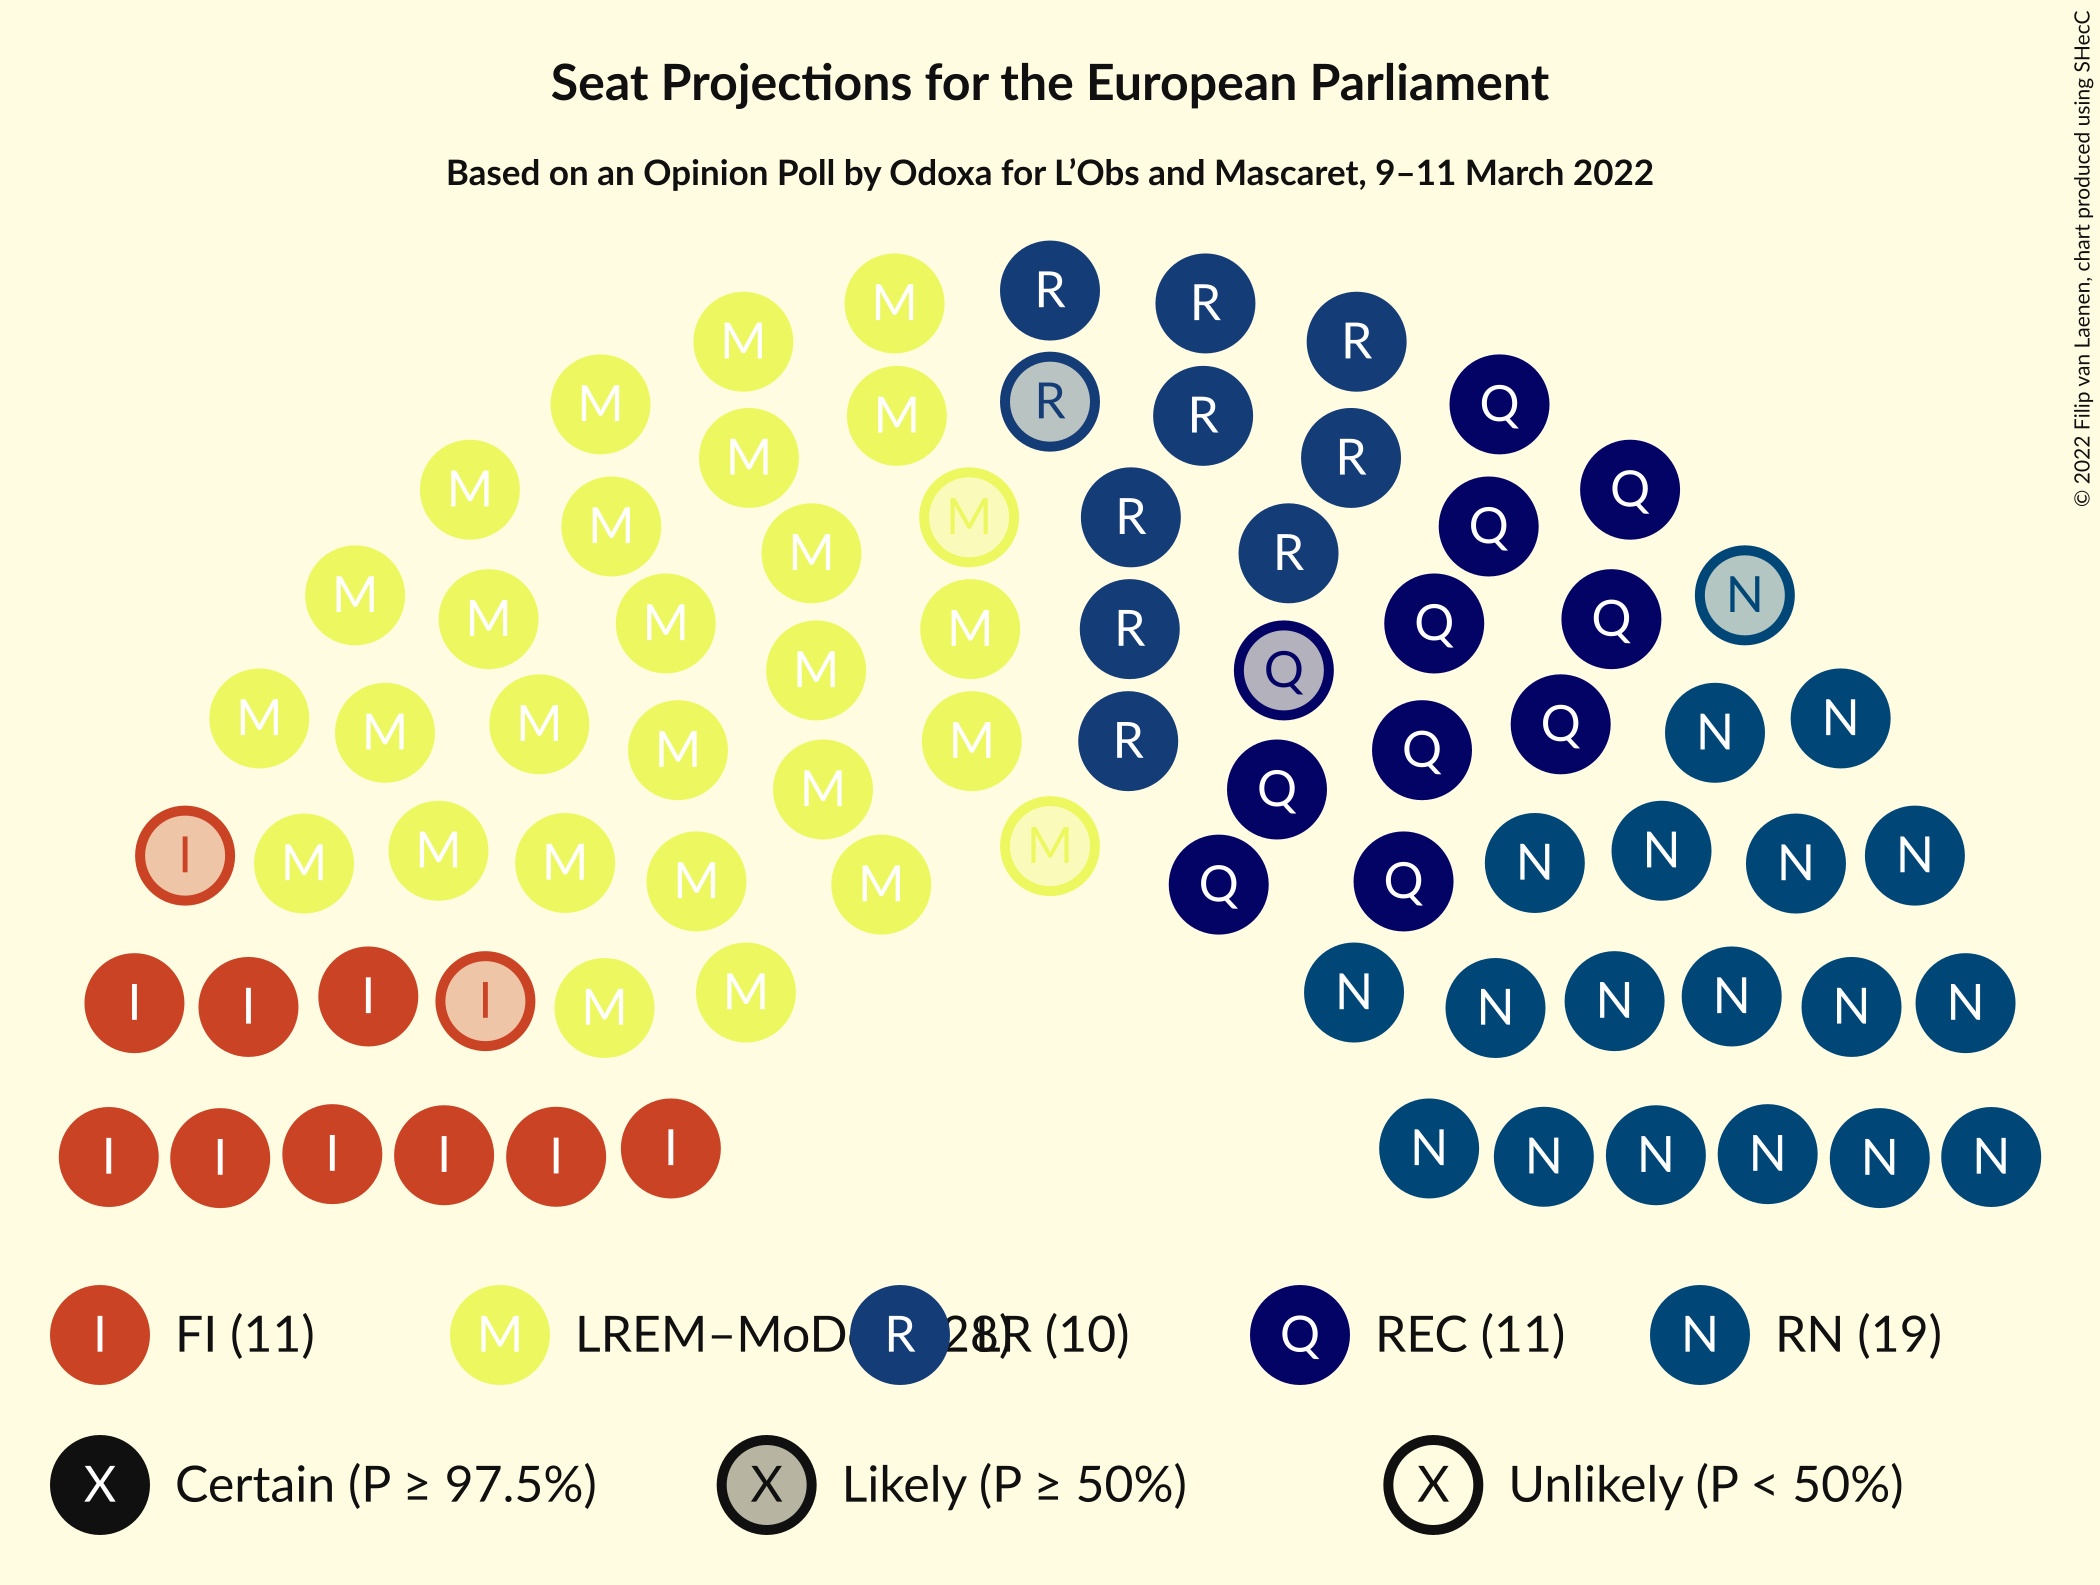 Seat Projections for the European Parliament
Based on an Opinion Poll by Odoxa for L’Obs and Mascaret, 9–11 March 2022
© 2022 Filip van Laenen, chart produced using SHecC
R
M R
M R
R
M M R Q
M R
M Q
M R
M M R Q
M Q
M M Q
M M R Q
M Q
M M N
M M Q N
M R
M Q
M M Q N
I M M M M M Q Q N N N N
I I I I M M N N N N N N
I I I I I I N N N N N N
I FI (11) M LREM–MoD R 28) LR (10) Q REC (11) N RN (19)
X Certain (P ≥ 97.5%) X Likely (P ≥ 50%) X Unlikely (P < 50%)